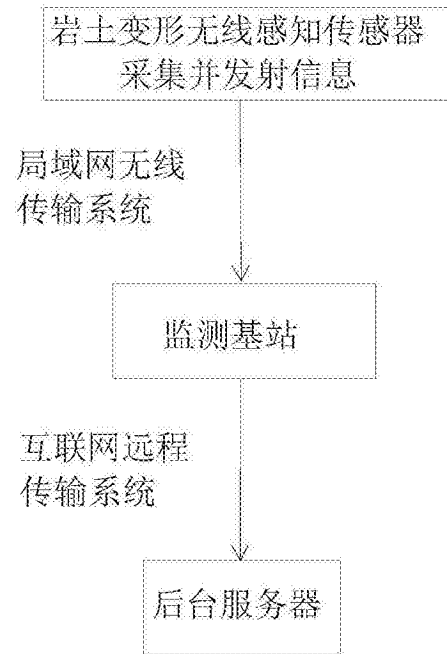 岩土变形无线感知传感器
采集并发射信息
局域网无线
传输系统
监测基站
互联网远程
传输系统
后台服务器